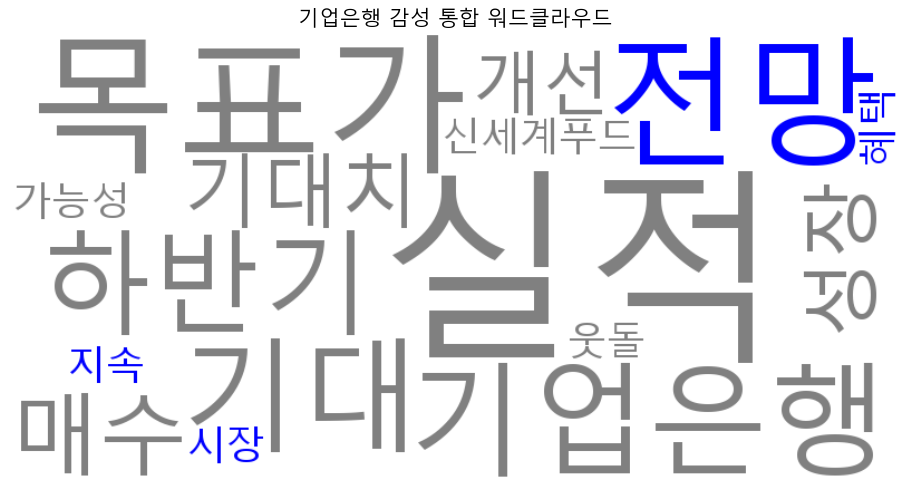 기업은행 감성 통합 워드클라우드
목표가
개선
전망
혜택
신세계푸드
기대치
가능성
실적
성장
하반기
웃돌
지속
기대
기업은행
매수
시장